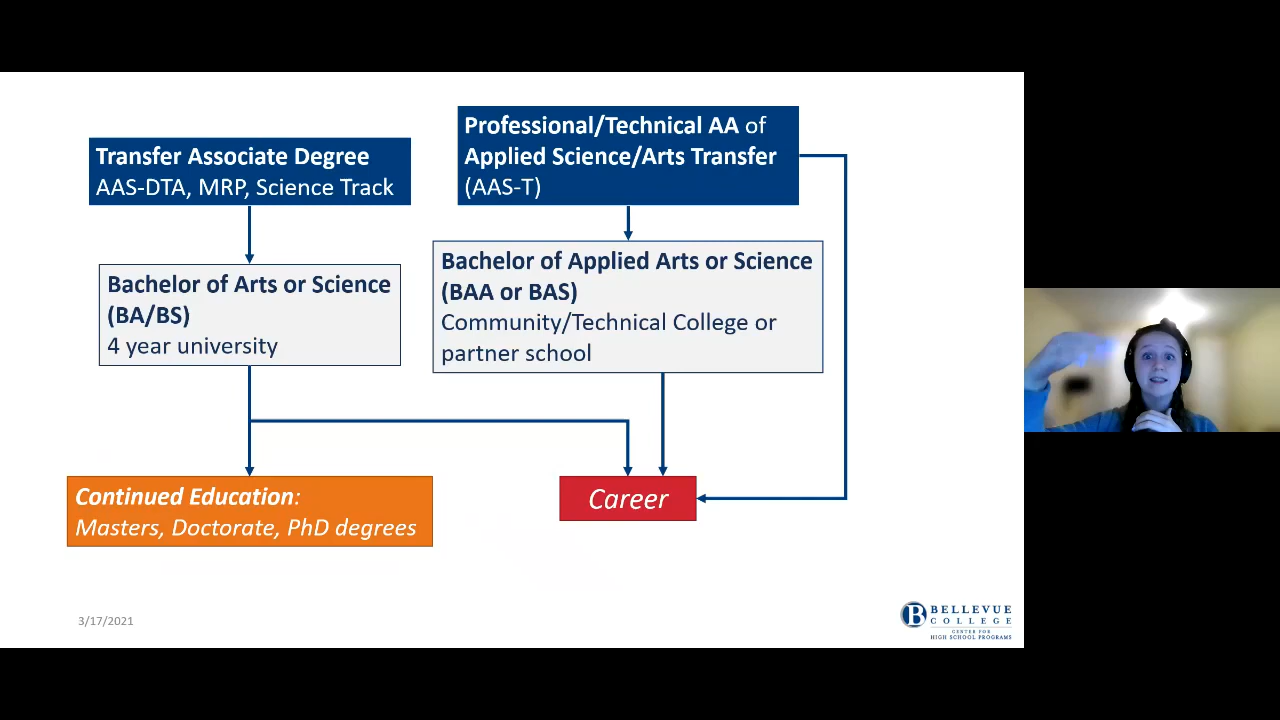 Transfer Associate Degree
AAS-DTA, MRP, Science Track
Professional/Technical AA of
Applied Science/Arts Transfer
(AAS-T)
Bachelor of Arts or Science
(BA/BS)
4 year university
Bachelor of Applied Arts or Science
(BAA or BAS)
Community/Technical College or
partner school
Continued Education:
Masters, Doctorate, PhD degrees
Career
3/17/2021
B BELLEVUE
COLLEGE
CENTER FOR
HIGH SCHOOL PROGRAMS